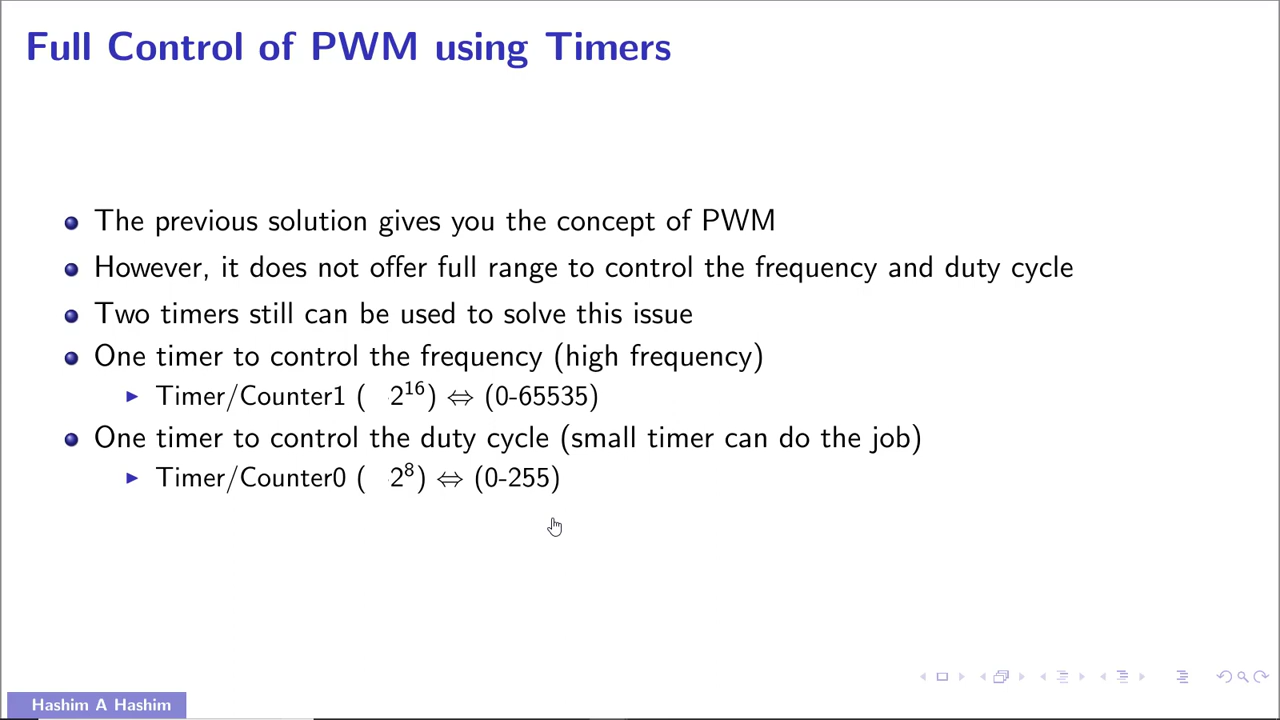 Full Control of PWM using Timers
The previous solution gives you the concept of PWM
However, it does not offer full range to control the frequency and duty cycle
Two timers still can be used to solve this issue
One timer to control the frequency (high frequency)
Timer/Counter1 ( 2¹⁶) ⇔ (0-65535)
One timer to control the duty cycle (small timer can do the job)
Timer/Counter0 ( 2⁸) ⇔ (0-255)
Hashim A Hashim